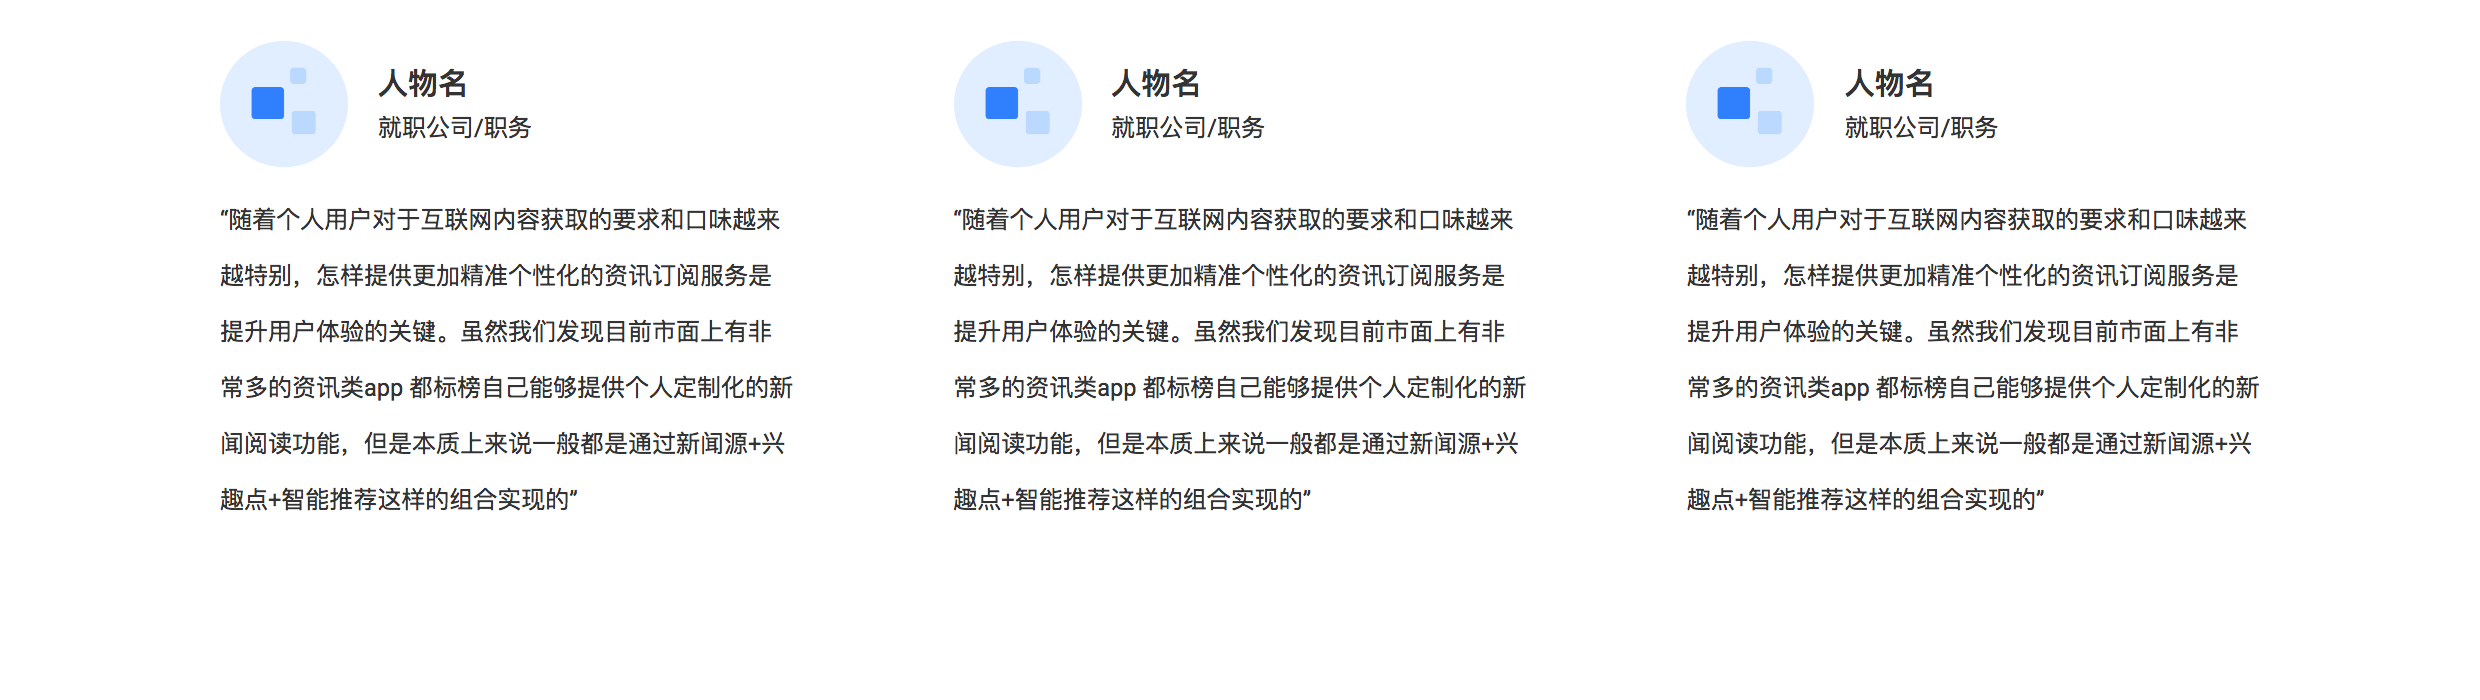 人物名
就职公司/职务
“随着个人用户对于互联网内容获取的要求和口味越来
越特别，怎样提供更加精准个性化的资讯订阅服务是
提升用户体验的关键。虽然我们发现目前市面上有非
常多的资讯类app 都标榜自己能够提供个人定制化的新
闻阅读功能，但是本质上来说一般都是通过新闻源+兴
趣点+智能推荐这样的组合实现的”
人物名
就职公司/职务
“随着个人用户对于互联网内容获取的要求和口味越来
越特别，怎样提供更加精准个性化的资讯订阅服务是
提升用户体验的关键。虽然我们发现目前市面上有非
常多的资讯类app 都标榜自己能够提供个人定制化的新
闻阅读功能，但是本质上来说一般都是通过新闻源+兴
趣点+智能推荐这样的组合实现的”
人物名
就职公司/职务
“随着个人用户对于互联网内容获取的要求和口味越来
越特别，怎样提供更加精准个性化的资讯订阅服务是
提升用户体验的关键。虽然我们发现目前市面上有非
常多的资讯类app 都标榜自己能够提供个人定制化的新
闻阅读功能，但是本质上来说一般都是通过新闻源+兴
趣点+智能推荐这样的组合实现的”